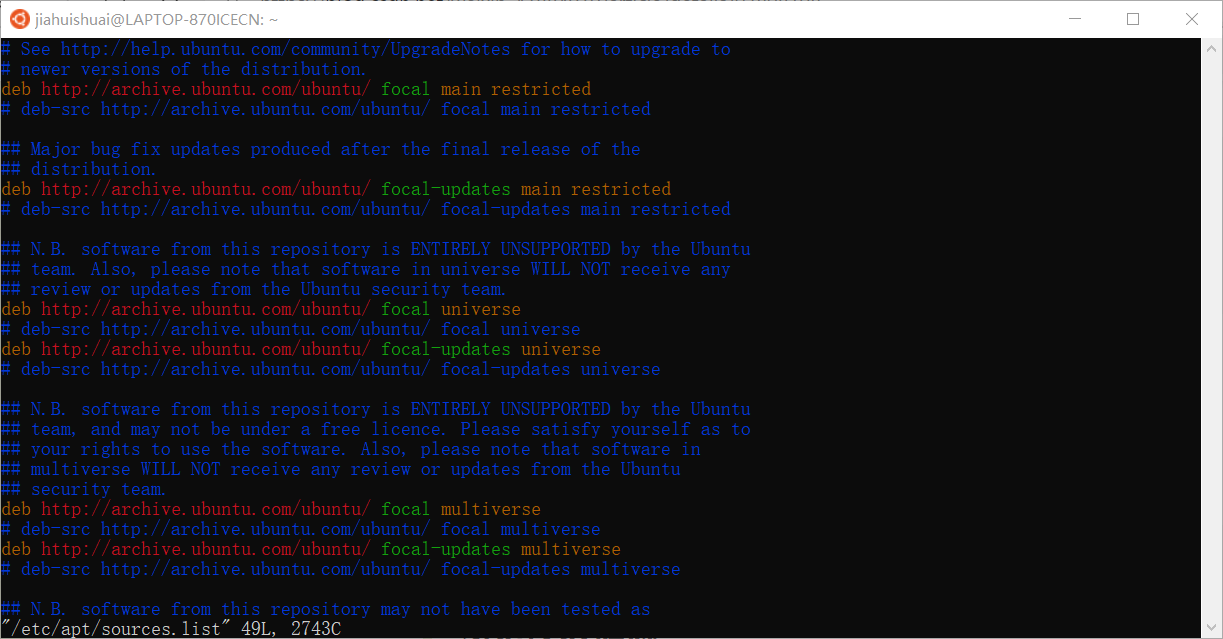 jiahuishuai@LAPTOP-870ICECN: ~
# See http://help.ubuntu.com/community/UpgradeNotes for how to upgrade to
# newer versions of the distribution.
deb http://archive.ubuntu.com/ubuntu/ focal main restricted
# deb-src http://archive.ubuntu.com/ubuntu/ focal main restricted
## Major bug fix updates produced after the final release of the
## distribution.
deb http://archive.ubuntu.com/ubuntu/ focal-updates main restricted
# deb-src http://archive.ubuntu.com/ubuntu/ focal-updates main restricted
## N.B. software from this repository is ENTIRELY UNSUPPORTED by the Ubuntu
## team. Also, please note that software in universe WILL NOT receive any
## review or updates from the Ubuntu security team.
deb http://archive.ubuntu.com/ubuntu/ focal universe
# deb-src http://archive.ubuntu.com/ubuntu/ focal universe
deb http://archive.ubuntu.com/ubuntu/ focal-updates universe
# deb-src http://archive.ubuntu.com/ubuntu/ focal-updates universe
## N.B. software from this repository is ENTIRELY UNSUPPORTED by the Ubuntu
## team, and may not be under a free licence. Please satisfy yourself as to
## your rights to use the software. Also, please note that software in
## multiverse WILL NOT receive any review or updates from the Ubuntu
## security team.
deb http://archive.ubuntu.com/ubuntu/ focal multiverse
# deb-src http://archive.ubuntu.com/ubuntu/ focal multiverse
deb http://archive.ubuntu.com/ubuntu/ focal-updates multiverse
# deb-src http://archive.ubuntu.com/ubuntu/ focal-updates multiverse
## N.B. software from this repository may not have been tested as
"/etc/apt/sources.list" 49L, 2743C